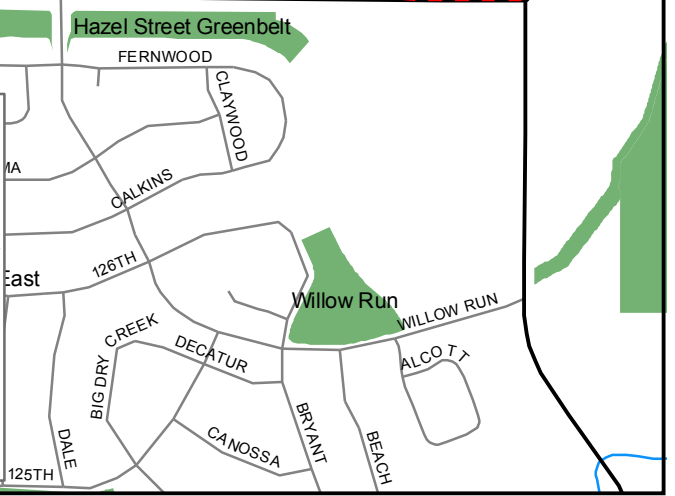 Hazel Street Greenbelt
FERNWOOD
CLAYWOOD
MA
CALKINS
126TH
East
Willow Run
WILLOW RUN
BIG DRY CREEK
DECATUR
ALCOTT
CANOSSA
BRYANT
BEACH
DALE
125TH